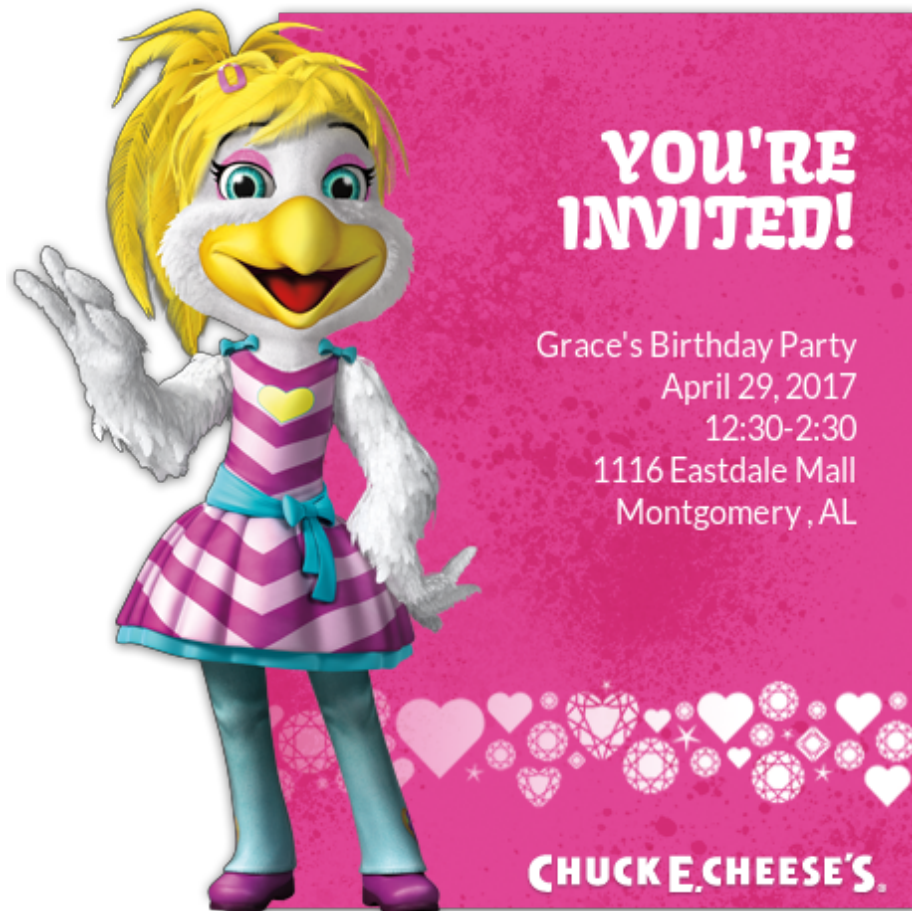 YOU'RE
INVITED!
Grace's Birthday Party
April 29, 2017
12:30-2:30
1116 Eastdale Mall
Montgomery , AL
CHUCK E. CHEESE'S®